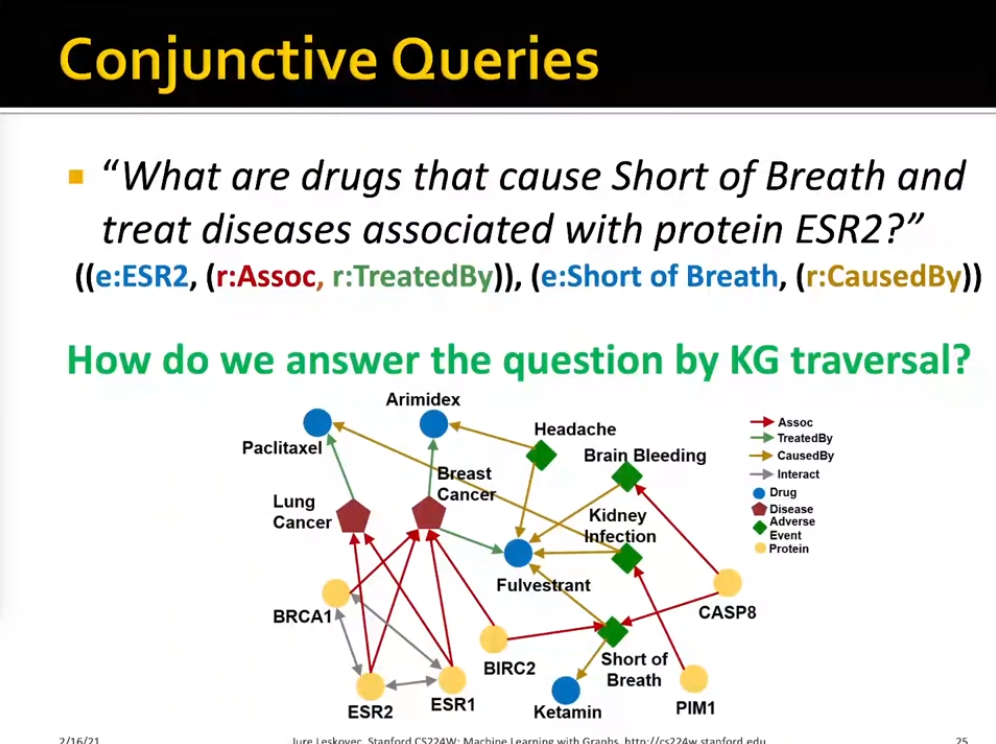 Conjunctive Queries
“What are drugs that cause Short of Breath and
treat diseases associated with protein ESR2?”
((e:ESR2, (r:Assoc, r:TreatedBy)), (e:Short of Breath, (r:CausedBy))
How do we answer the question by KG traversal?
Arimidex
Paclitaxel
Headache
Brain Bleeding
Breast
Cancer
Lung
Cancer
Kidney
Infection
Fulvestrant
BRCA1
CASP8
BIRC2
Short of
Breath
ESR2
ESR1
Ketamin
PIM1
Assoc
TreatedBy
CausedBy
Interact
Drug
Disease
Adverse
Event
Protein
2/16/21
Jure Leskovec, Stanford CS224W: Machine Learning with Graphs, http://cs224w.stanford.edu
25